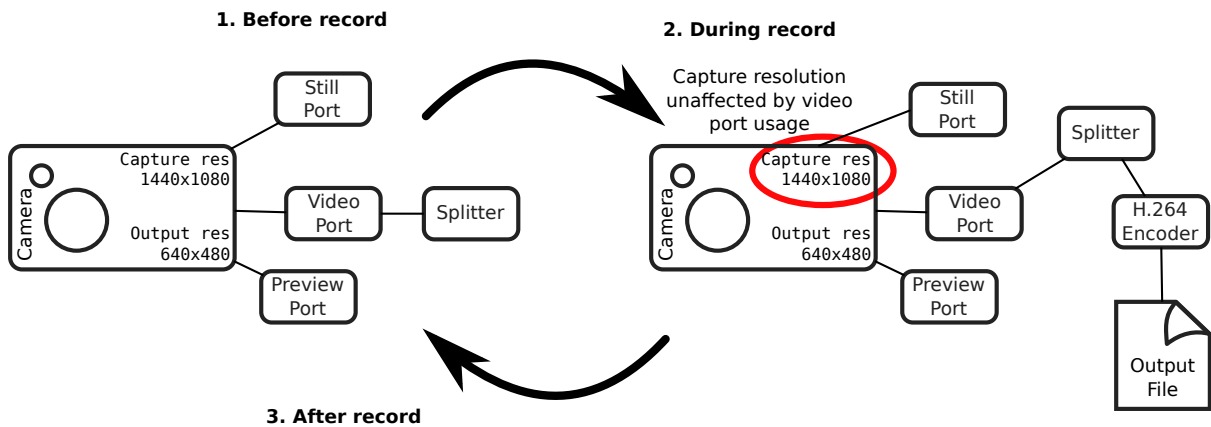 1. Before record
Still
Port
Capture res
1440x1080
Camera
Video
Port
Splitter
Output res
640x480
Preview
Port
2. During record
Capture resolution
unaffected by video
port usage
Still
Port
Splitter
Capture res
1440x1080
Camera
Video
Port
H.264
Encoder
Output res
640x480
Preview
Port
Output
File
3. After record